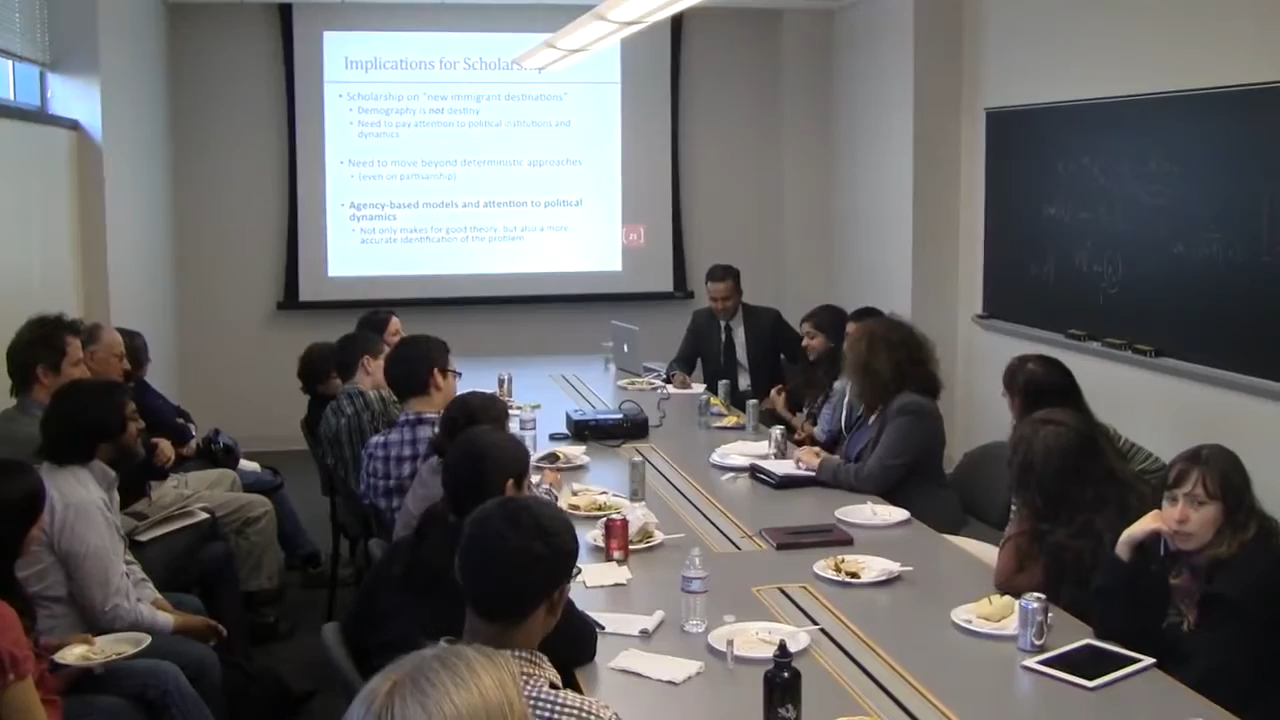 Implications for Scholarship
• Scholarship on "new immigrant destinations"
• Demography is not destiny
• Need to pay attention to political institutions and
dynamics
• Need to move beyond deterministic approaches
• (even on partisanship)
• Agency-based models and attention to political
dynamics
• Not only makes for good theory, but also a more
accurate identification of the problem
21